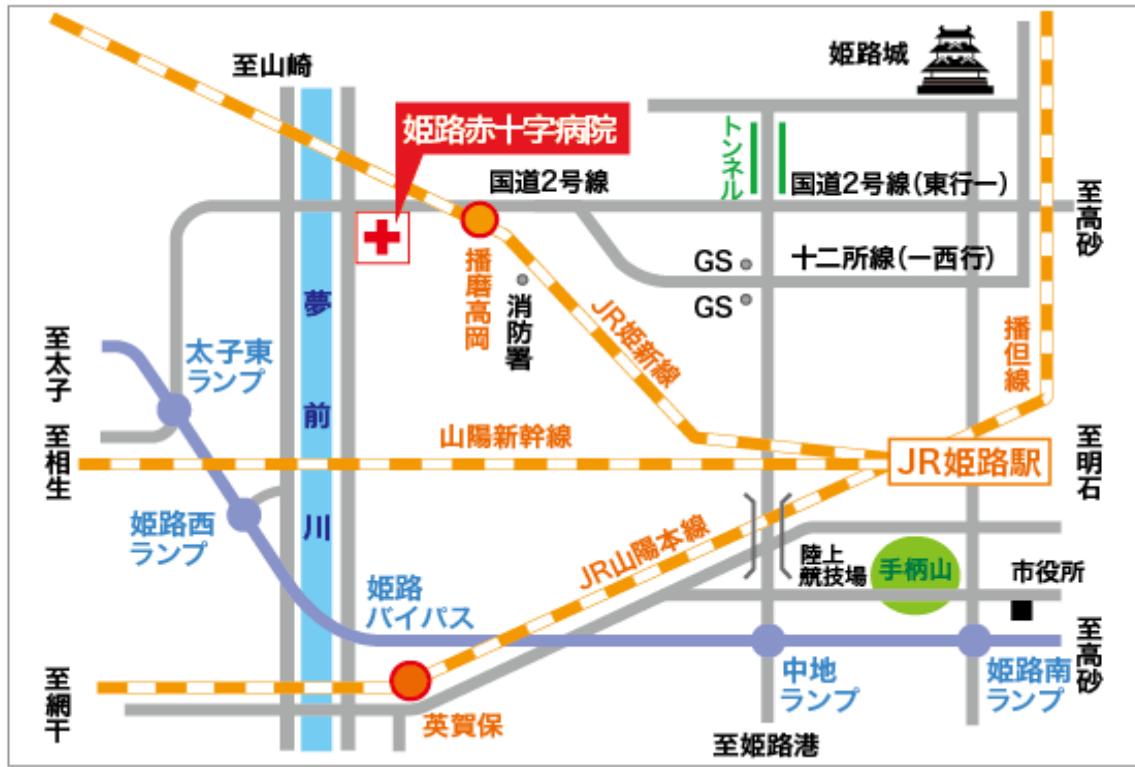 至山崎
姫路城
姫路赤十字病院
トンネル
国道2号線
国道2号線(東行ー)
至高砂
播磨高岡
GS
十二所線(ー西行)
GS
消防署
JR姫新線
播但線
夢前川
至太子
太子東
ランプ
至相生
山陽新幹線
JR姫路駅
至明石
姫路西
ランプ
JR山陽本線
陸上
競技場
手柄山
市役所
姫路
バイパス
至高砂
中地
ランプ
姫路南
ランプ
至網干
英賀保
至姫路港